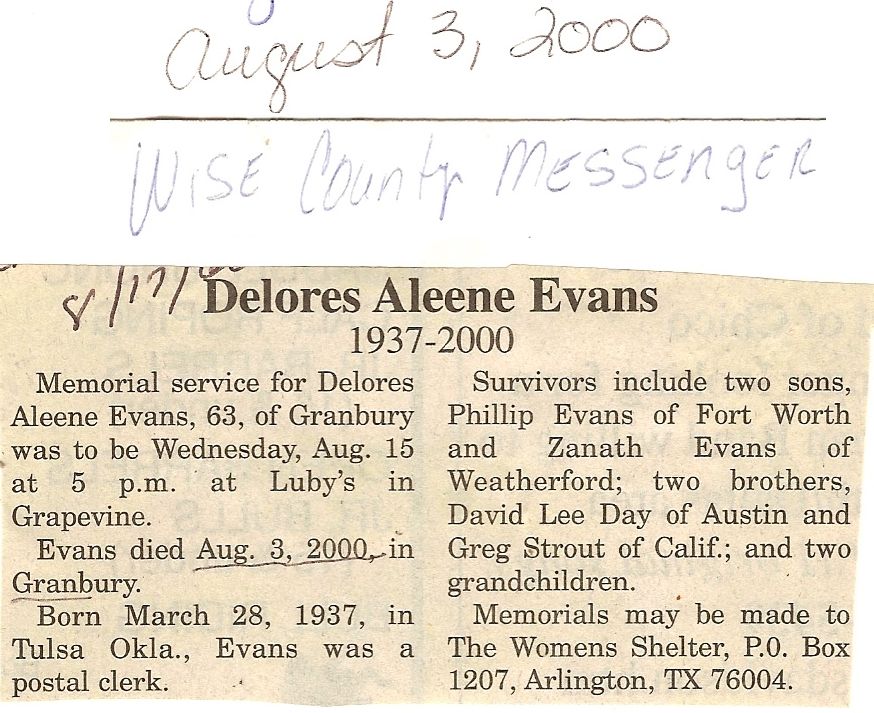 August 3, 2000
Wise County Messenger
8/17/00
Delores Aleene Evans
1937-2000
Memorial service for Delores
Aleene Evans, 63, of Granbury
was to be Wednesday, Aug. 15
at 5 p.m. at Luby's in
Grapevine.
Evans died Aug. 3, 2000, in
Granbury.
Born March 28, 1937, in
Tulsa Okla., Evans was a
postal clerk.
Survivors include two sons,
Phillip Evans of Fort Worth
and Zanath Evans of
Weatherford; two brothers,
David Lee Day of Austin and
Greg Strout of Calif.; and two
grandchildren.
Memorials may be made to
The Womens Shelter, P.O. Box
1207, Arlington, TX 76004.